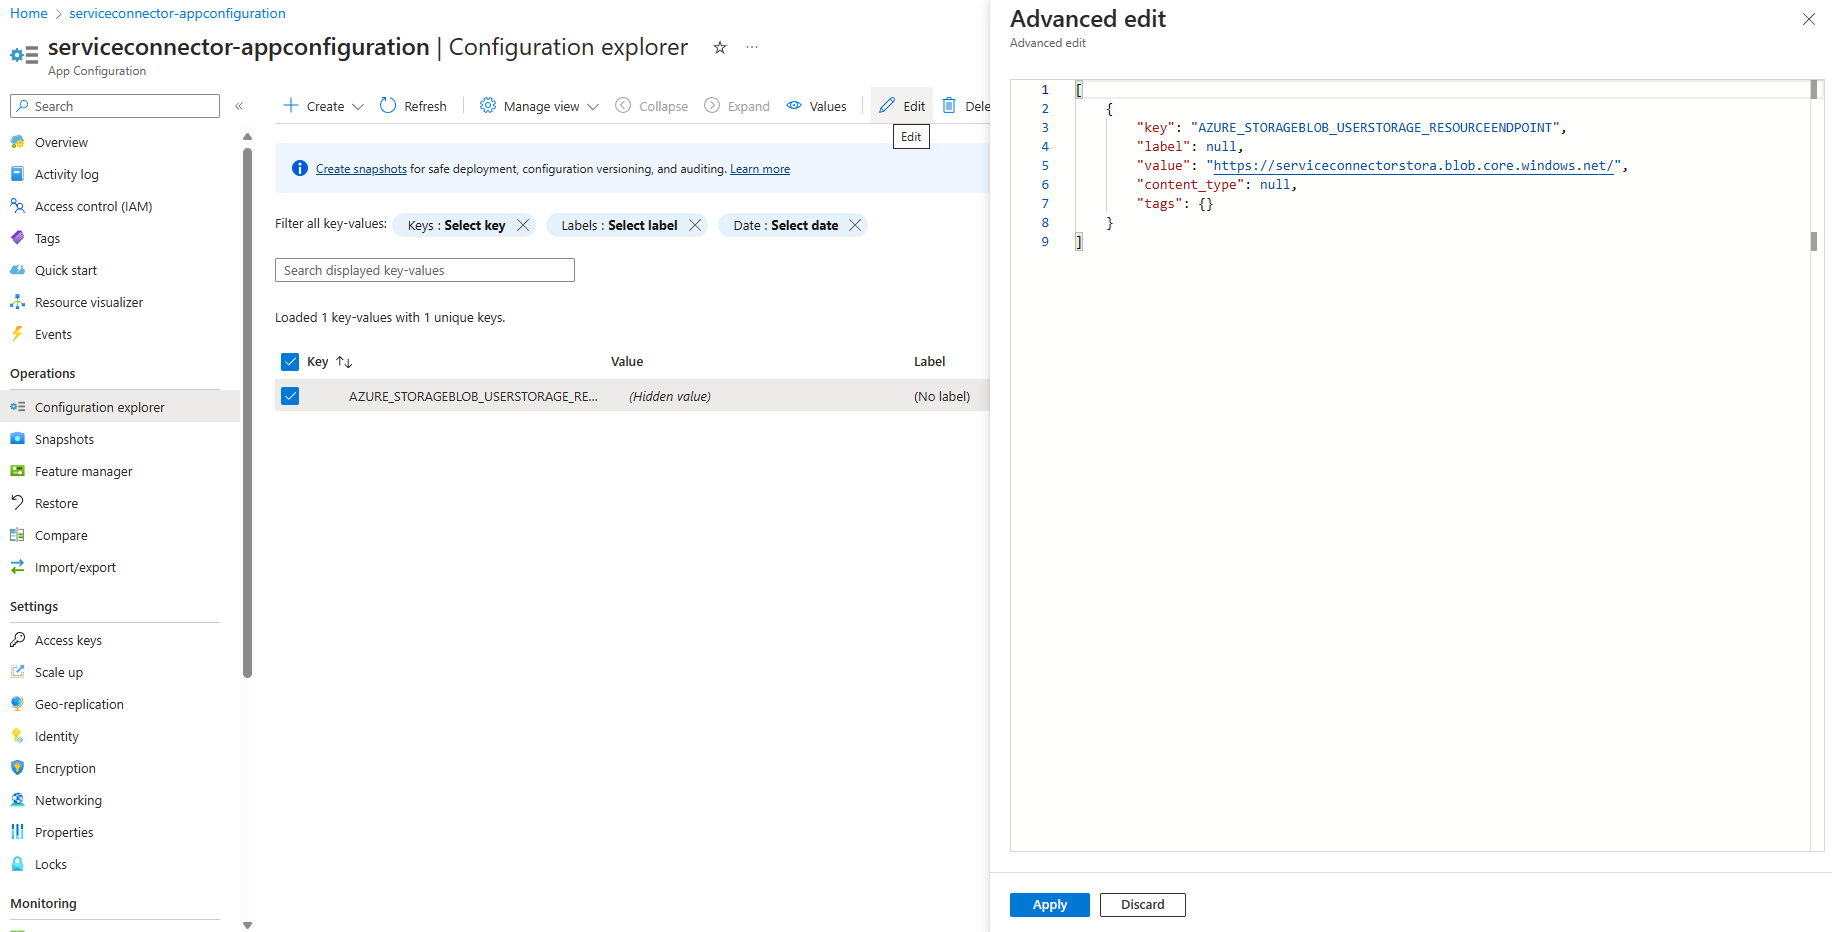 Home > serviceconnector-appconfiguration
serviceconnector-appconfiguration | Configuration explorer
App Configuration
Search
Overview
Activity log
Access control (IAM)
Tags
Quick start
Resource visualizer
Events
Operations
Configuration explorer
Snapshots
Feature manager
Restore
Compare
Import/export
Settings
Access keys
Scale up
Geo-replication
Identity
Encryption
Networking
Properties
Locks
Monitoring
Create Refresh Manage view Collapse Expand Values Edit Dele
Edit
Create snapshots for safe deployment, configuration versioning, and auditing. Learn more
Filter all key-values: Keys : Select key Labels : Select label Date : Select date
Search displayed key-values
Loaded 1 key-values with 1 unique keys.
Key Value Label
AZURE_STORAGEBLOB_USERSTORAGE_RE... (Hidden value) (No label)
Advanced edit
Advanced edit
1 [
2 {
3 "key": "AZURE_STORAGEBLOB_USERSTORAGE_RESOURCEENDPOINT",
4 "label": null,
5 "value": "https://serviceconnectorstora.blob.core.windows.net/",
6 "content_type": null,
7 "tags": {}
8 }
9 ]
Apply Discard